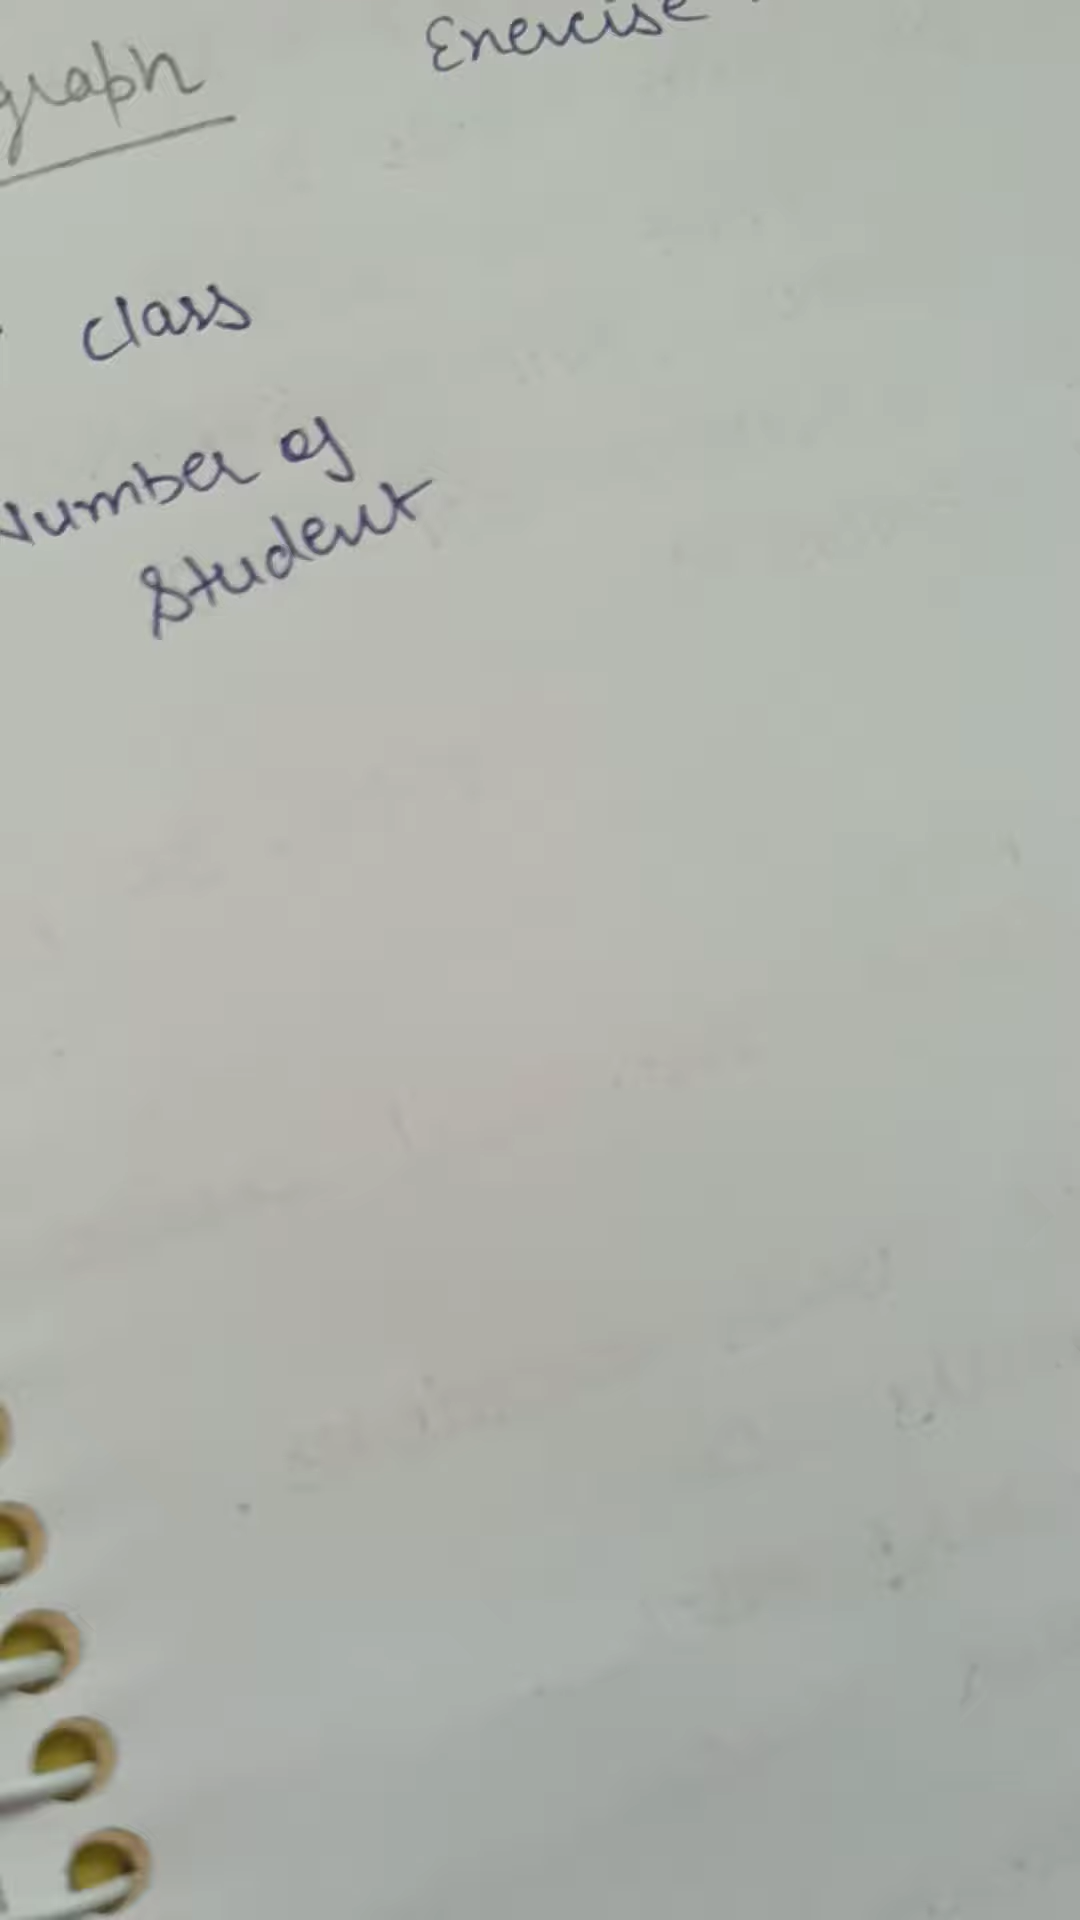 graph
Exercise
class
Number of
Student